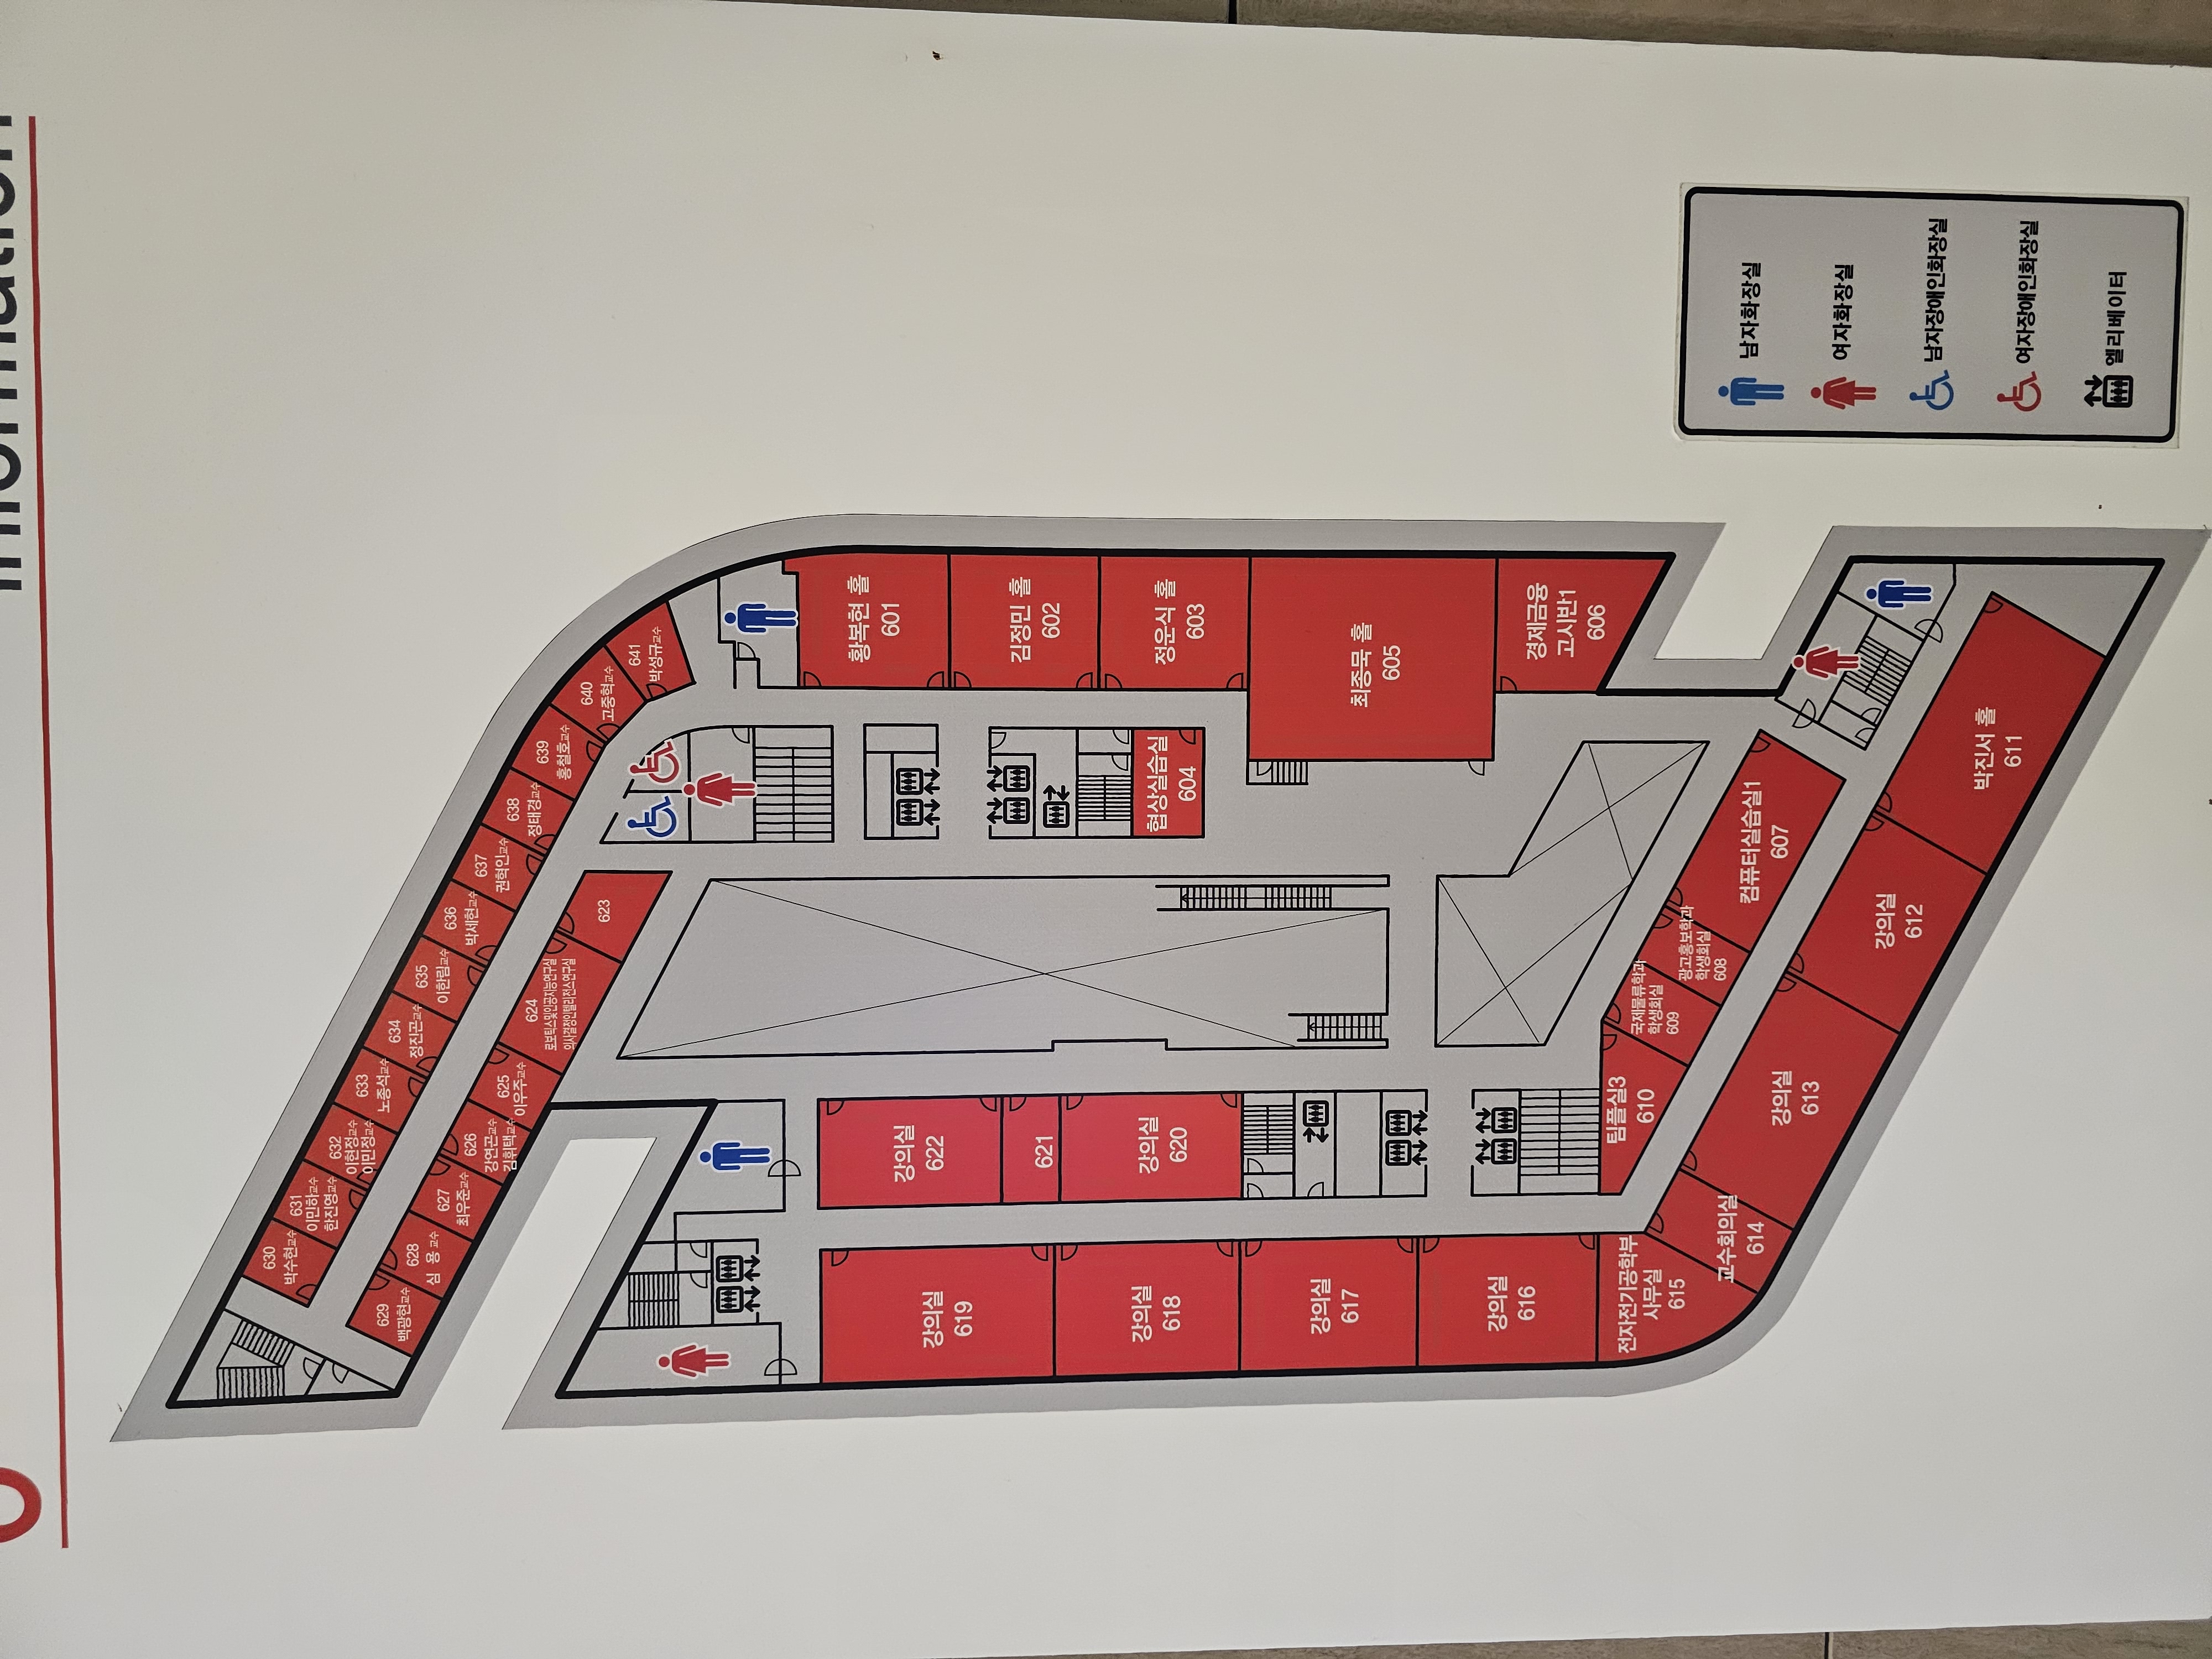 Information
630
박수현교수
631
이민하교수
한진영교수
632
이현정교수
이민정교수
633
노종석교수
634
정진곤교수
635
이한림교수
636
박세현교수
637
권혁인교수
638
정태경교수
639
홍철호교수
640
고중혁교수
641
박성규교수
629
백광현교수
628
심 용 교수
627
최우준교수
626
강연곤교수
김휘택교수
625
이우주교수
624
로보틱스및인공지능연구실
의사결정인텔리전스연구실
623
황복현 홀
601
김정민 홀
602
정운식 홀
603
협상실습실
604
최종묵 홀
605
경제금융
고시반1
606
강의실
619
강의실
622
621
강의실
618
강의실
620
강의실
617
강의실
616
전자전기공학부
사무실
615
교수회의실
614
팀플실3
610
국제물류학과
학생회실
609
광고홍보학과
학생회실
608
컴퓨터실습실1
607
강의실
613
강의실
612
박진서 홀
611
남자화장실
여자화장실
남자장애인화장실
여자장애인화장실
엘리베이터